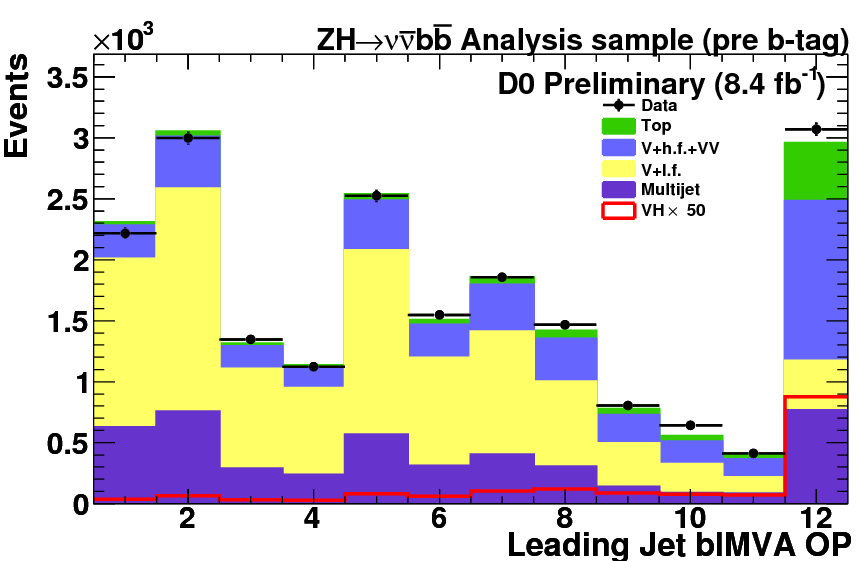 ×10³
ZH→νν̅bb̅ Analysis sample (pre b-tag)
D0 Preliminary (8.4 fb⁻¹)
Events
Data
Top
V+h.f.+VV
V+l.f.
Multijet
VH× 50
3.5
3
2.5
2
1.5
1
0.5
0
2 4 6 8 10 12
Leading Jet blMVA OP